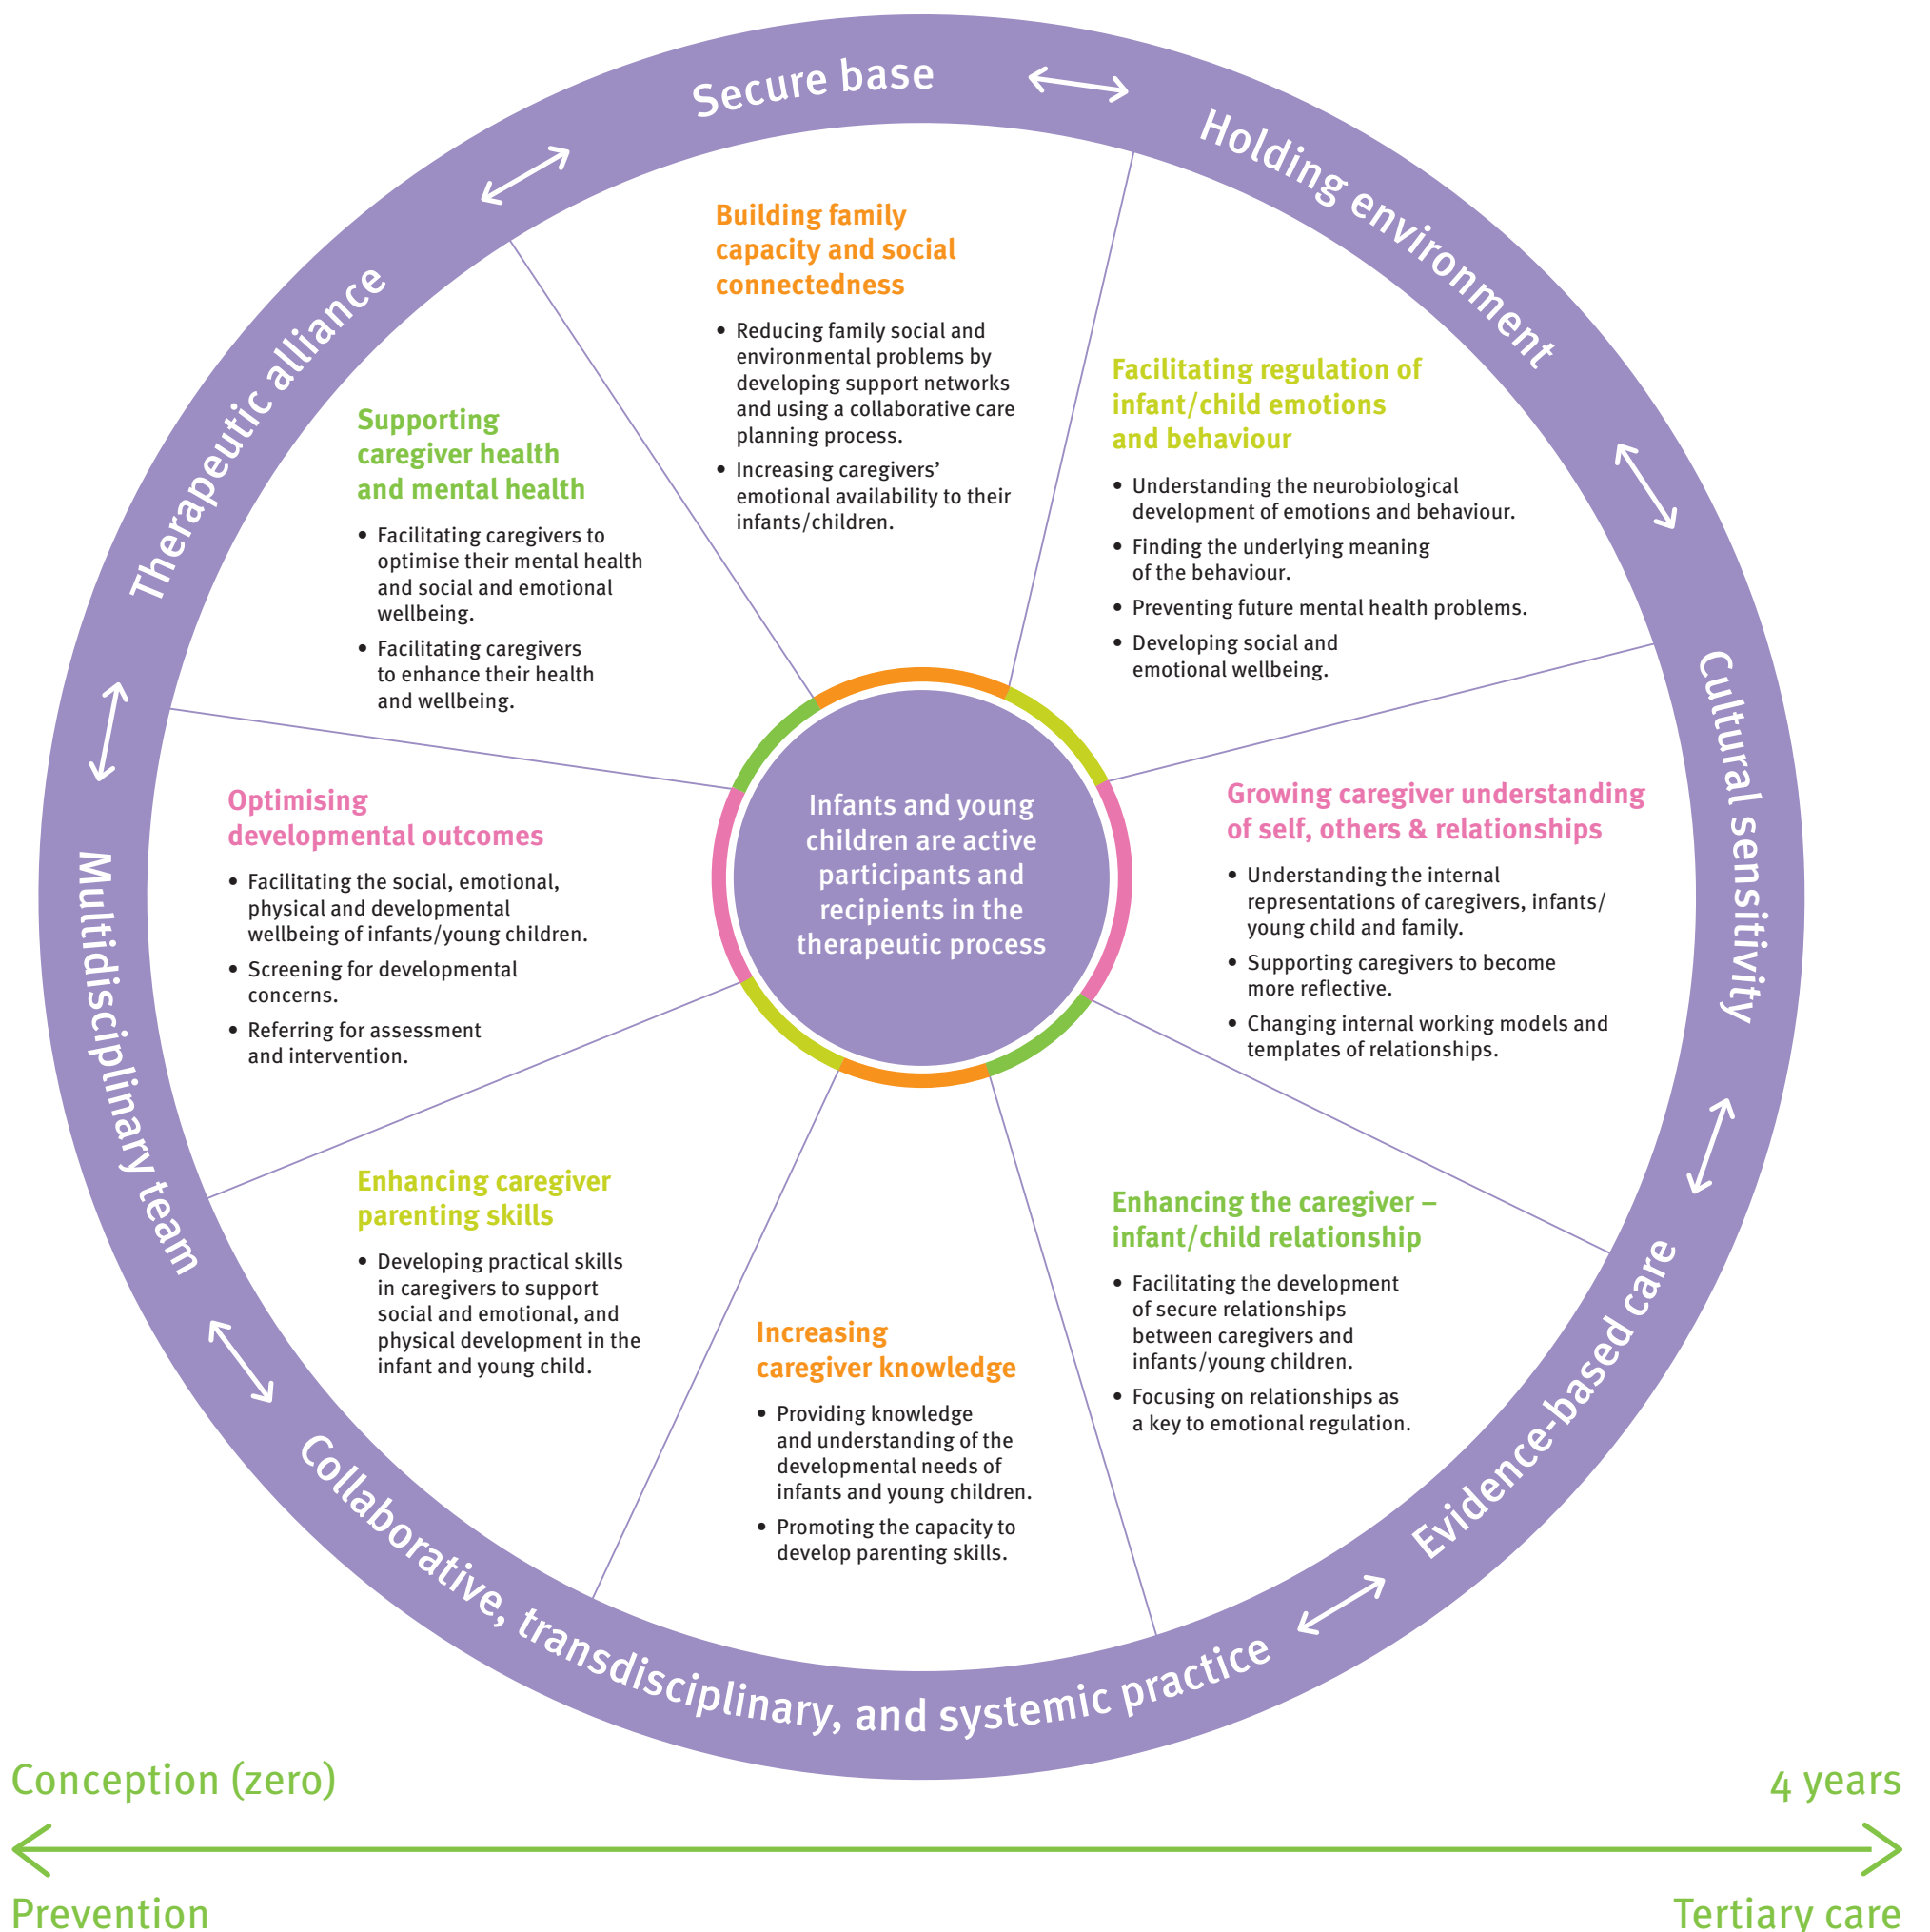 Secure base
Holding environment
Cultural sensitivity
Evidence-based care
Collaborative, transdisciplinary, and systemic practice
Multidisciplinary team
Therapeutic alliance
Building family
capacity and social
connectedness
• Reducing family social and
environmental problems by
developing support networks
and using a collaborative care
planning process.
• Increasing caregivers’
emotional availability to their
infants/children.
Facilitating regulation of
infant/child emotions
and behaviour
• Understanding the neurobiological
development of emotions and behaviour.
• Finding the underlying meaning
of the behaviour.
• Preventing future mental health problems.
• Developing social and
emotional wellbeing.
Growing caregiver understanding
of self, others & relationships
• Understanding the internal
representations of caregivers, infants/
young child and family.
• Supporting caregivers to become
more reflective.
• Changing internal working models and
templates of relationships.
Enhancing the caregiver –
infant/child relationship
• Facilitating the development
of secure relationships
between caregivers and
infants/young children.
• Focusing on relationships as
a key to emotional regulation.
Increasing
caregiver knowledge
• Providing knowledge
and understanding of the
developmental needs of
infants and young children.
• Promoting the capacity to
develop parenting skills.
Enhancing caregiver
parenting skills
• Developing practical skills
in caregivers to support
social and emotional, and
physical development in the
infant and young child.
Optimising
developmental outcomes
• Facilitating the social, emotional,
physical and developmental
wellbeing of infants/young children.
• Screening for developmental
concerns.
• Referring for assessment
and intervention.
Supporting
caregiver health
and mental health
• Facilitating caregivers to
optimise their mental health
and social and emotional
wellbeing.
• Facilitating caregivers
to enhance their health
and wellbeing.
Infants and young
children are active
participants and
recipients in the
therapeutic process
Conception (zero)
4 years
Prevention
Tertiary care